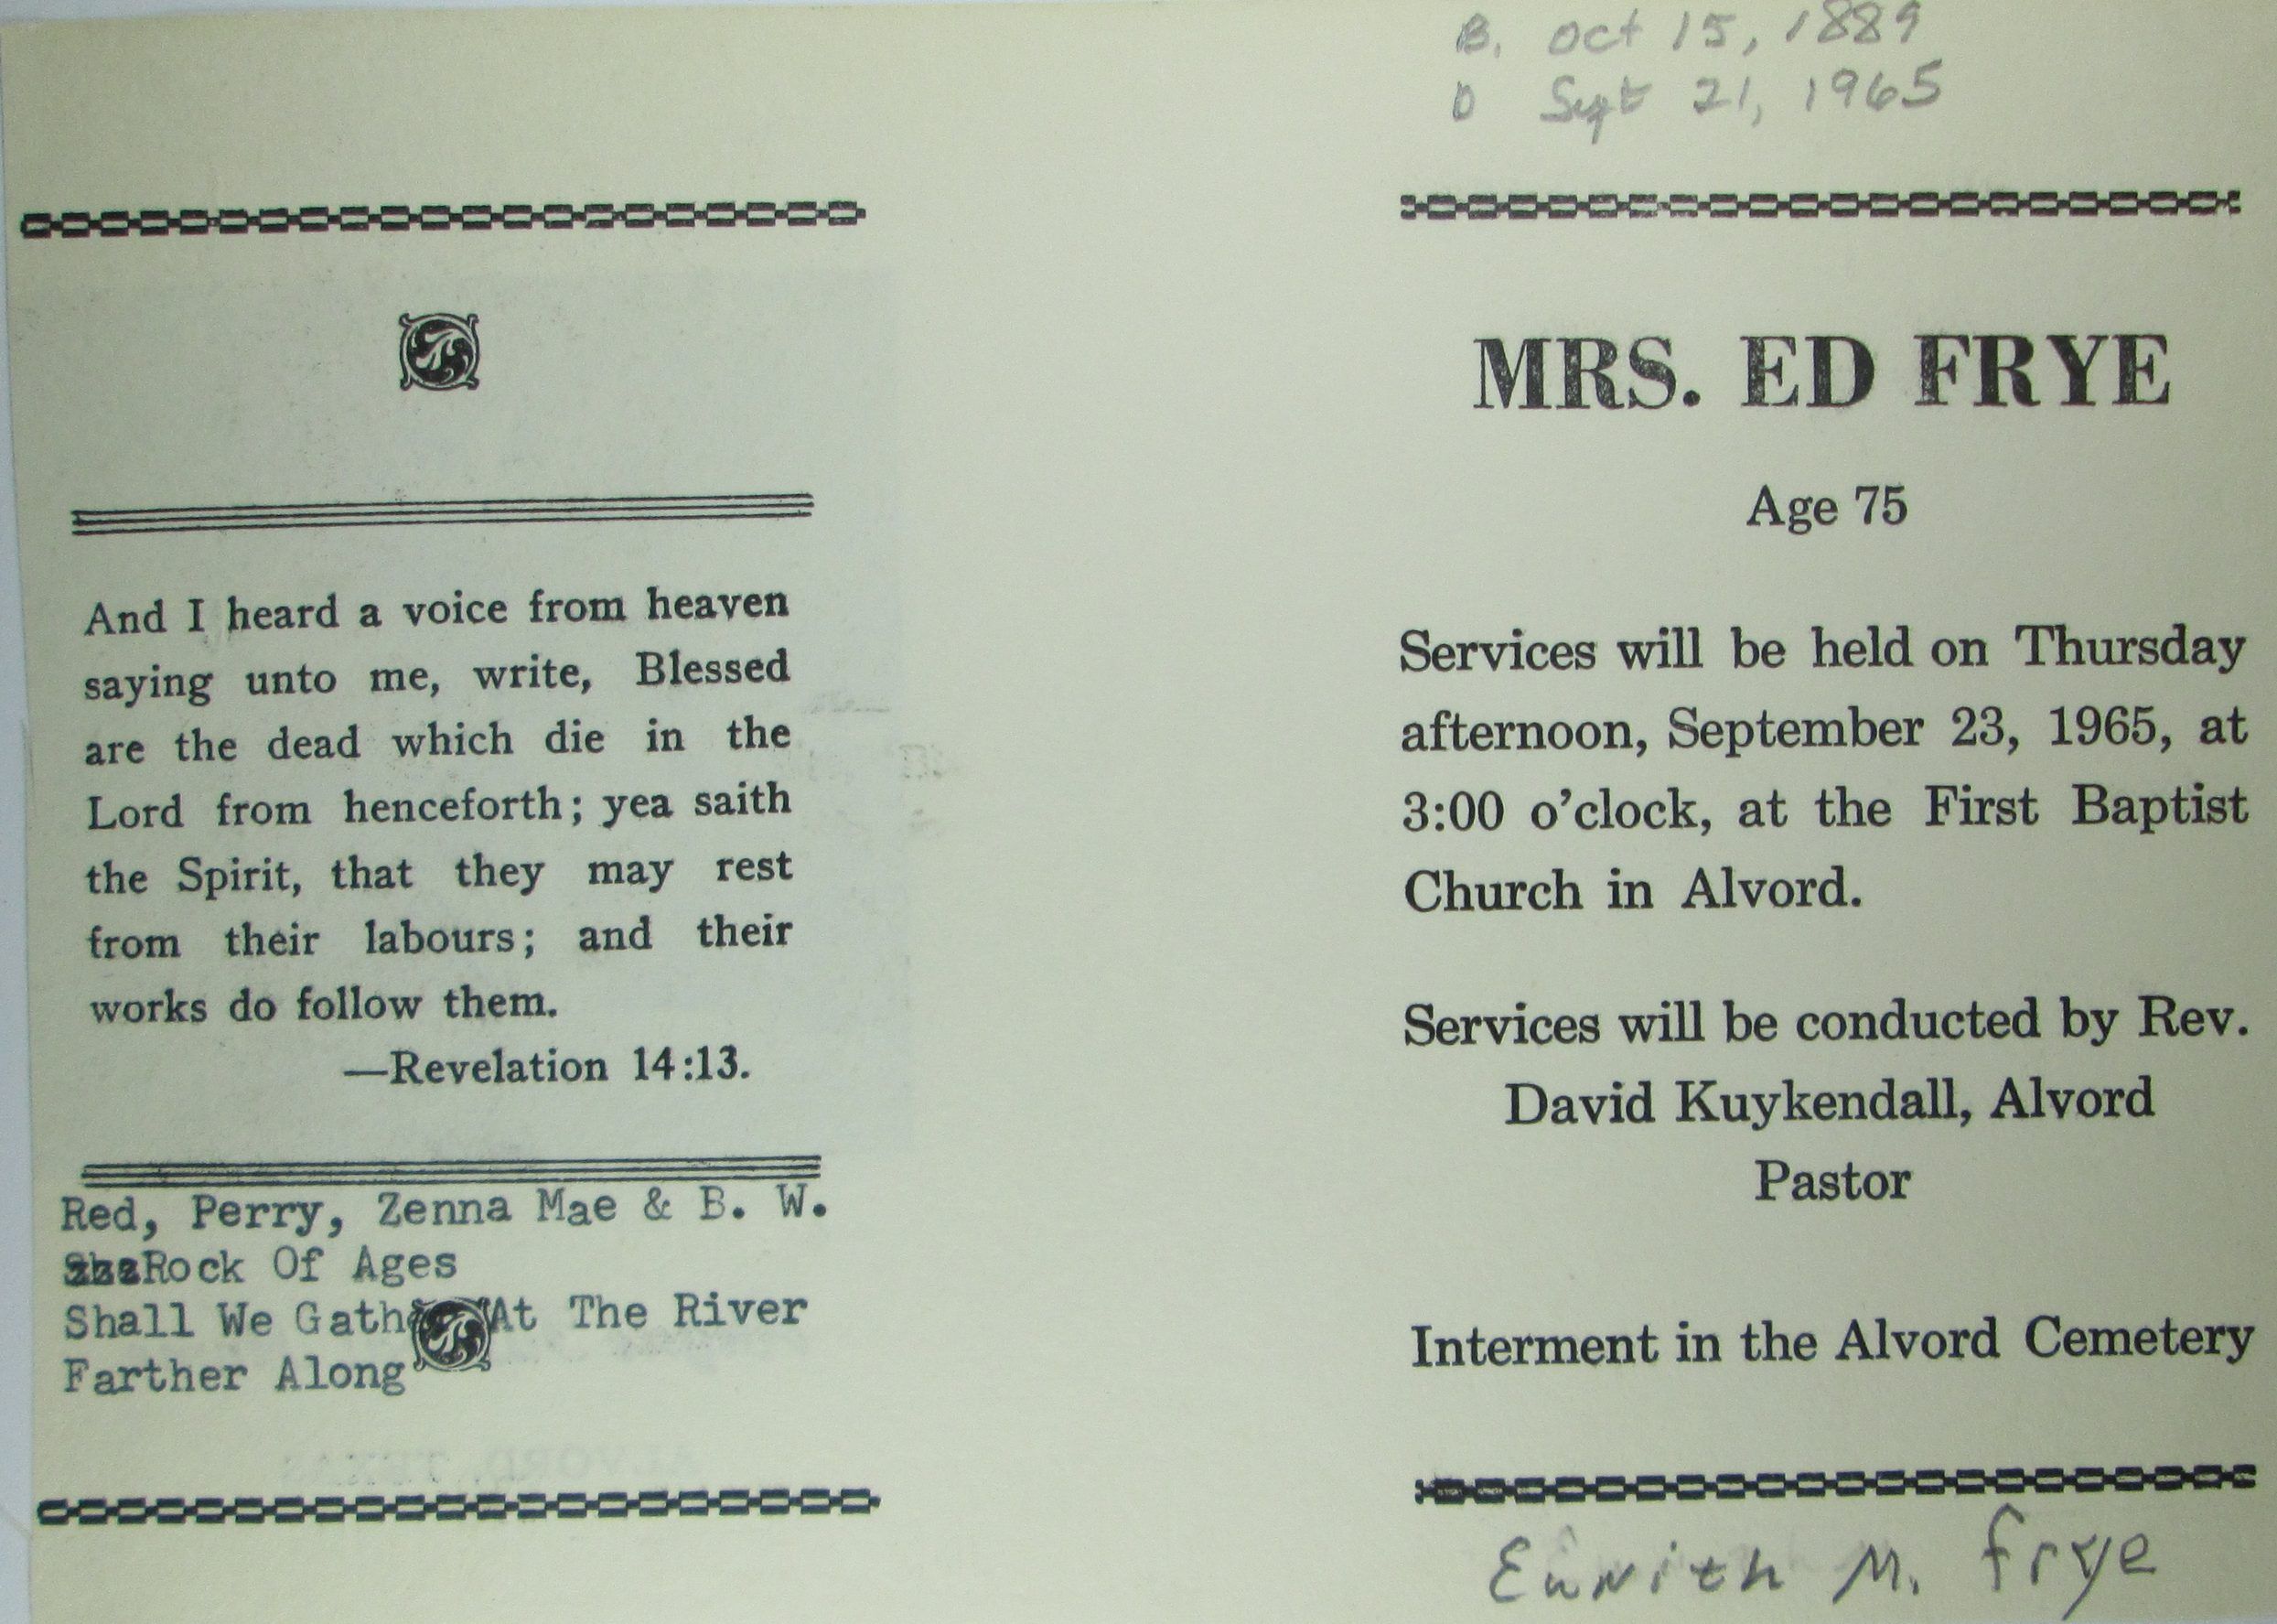 And I heard a voice from heaven
saying unto me, write, Blessed
are the dead which die in the
Lord from henceforth; yea saith
the Spirit, that they may rest
from their labours; and their
works do follow them.
—Revelation 14:13.
Red, Perry, Zenna Mae & B. W.
Rock Of Ages
Shall We Gather At The River
Farther Along
B. Oct 15, 1889
D Sept 21, 1965
MRS. ED FRYE
Age 75
Services will be held on Thursday
afternoon, September 23, 1965, at
3:00 o'clock, at the First Baptist
Church in Alvord.
Services will be conducted by Rev.
David Kuykendall, Alvord
Pastor
Interment in the Alvord Cemetery
M. Frye